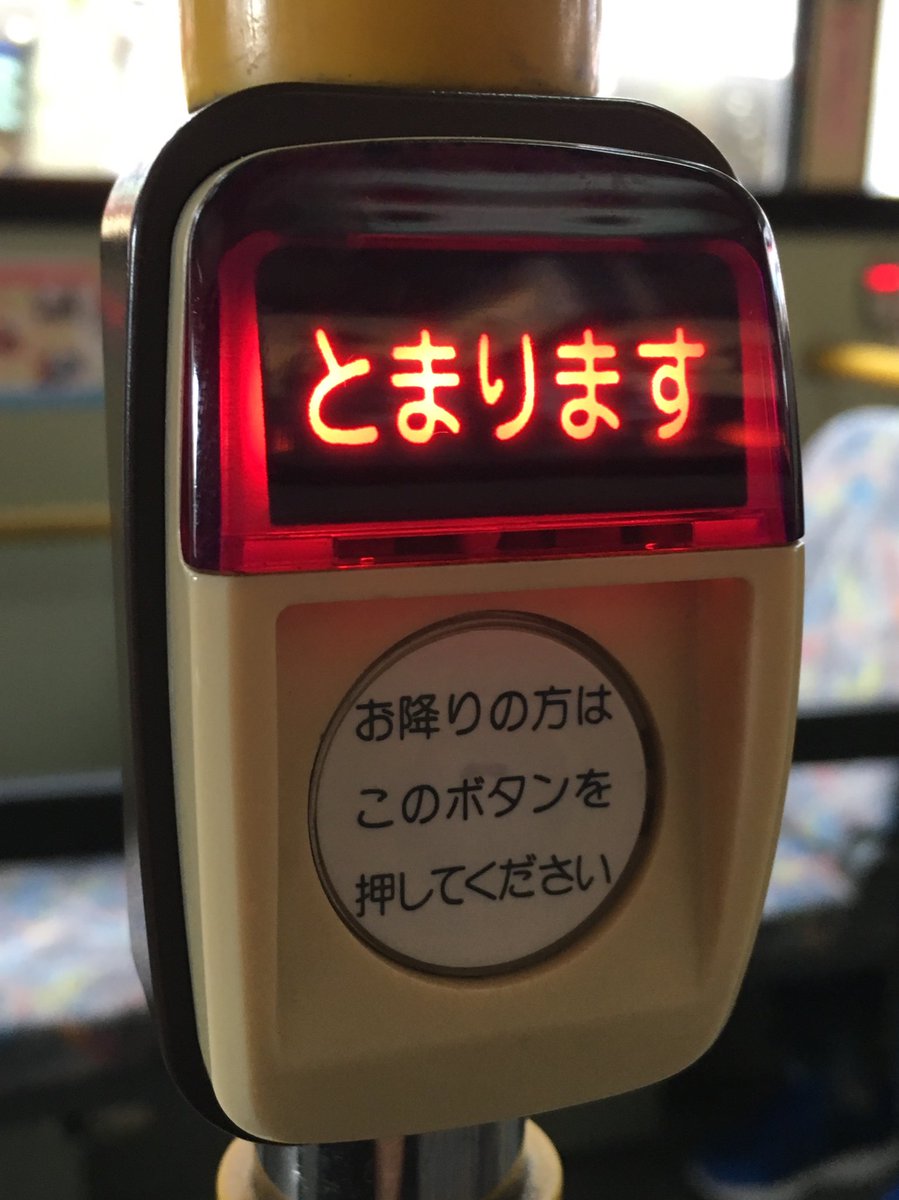 とまります
お降りの方は
このボタンを
押してください